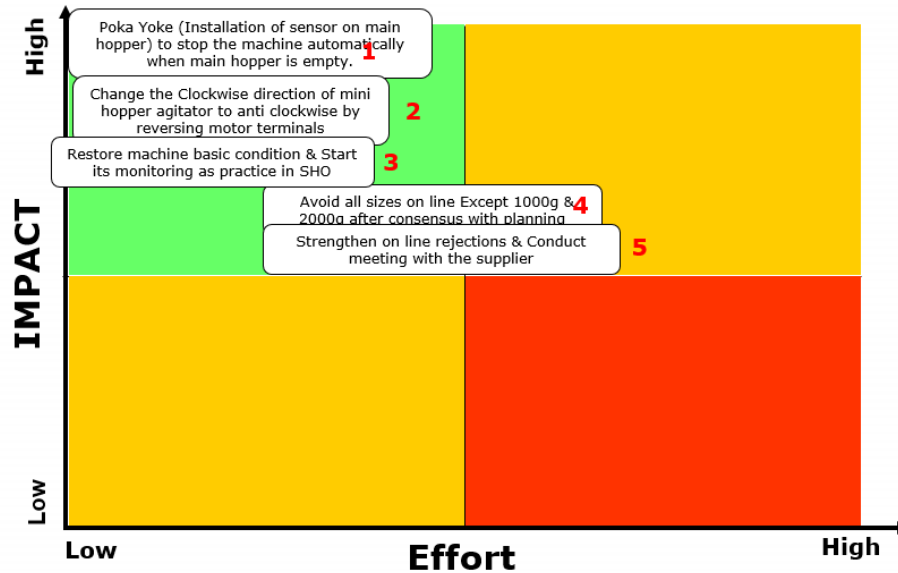 High
Poka Yoke (Installation of sensor on main
hopper) to stop the machine automatically
when main hopper is empty.
1
Change the Clockwise direction of mini
hopper agitator to anti clockwise by
reversing motor terminals
2
Restore machine basic condition & Start
its monitoring as practice in SHO
3
Avoid all sizes on line Except 1000g &
2000g after consensus with planning
4
Strengthen on line rejections & Conduct
meeting with the supplier
5
IMPACT
Low
Low
Effort
High